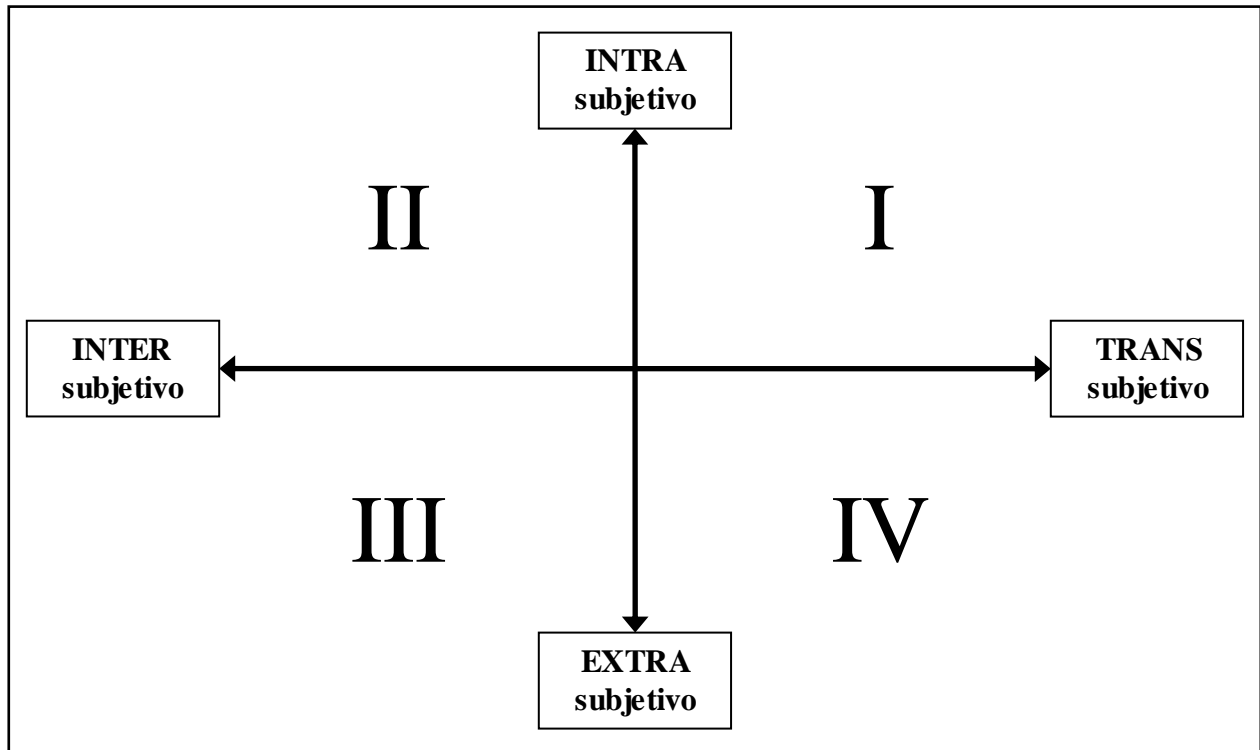 INTRA
subjetivo
II
I
INTER
subjetivo
TRANS
subjetivo
III
IV
EXTRA
subjetivo